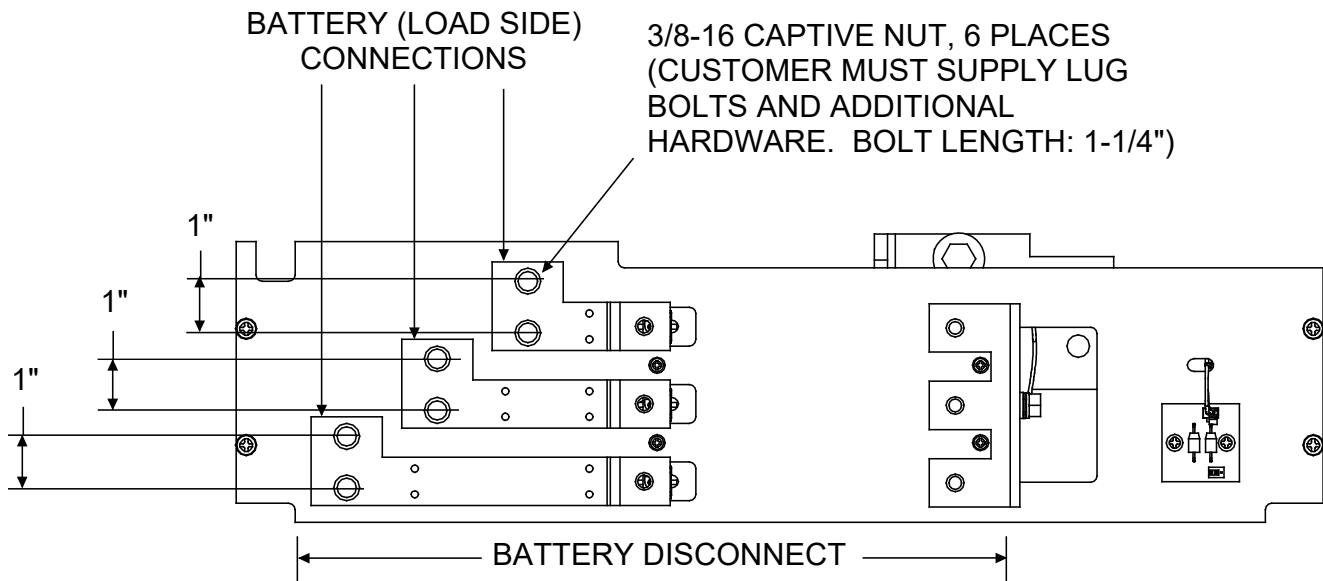 BATTERY (LOAD SIDE)
CONNECTIONS
3/8-16 CAPTIVE NUT, 6 PLACES
(CUSTOMER MUST SUPPLY LUG
BOLTS AND ADDITIONAL
HARDWARE.  BOLT LENGTH: 1-1/4")
1"
1"
1"
BATTERY DISCONNECT